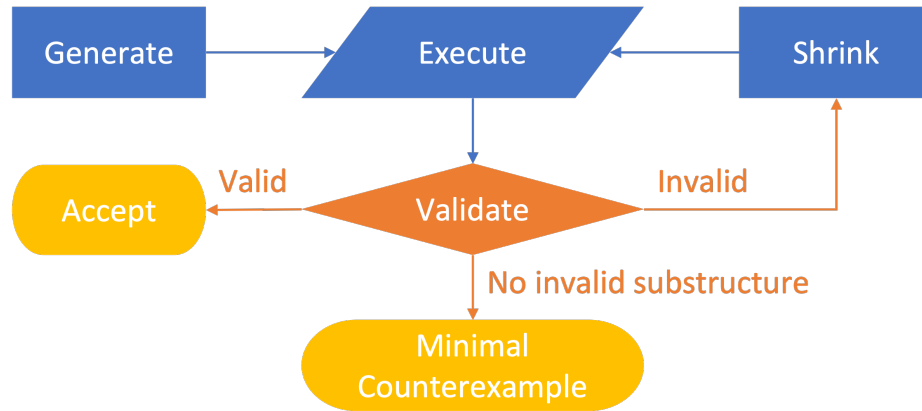 Generate
Execute
Shrink
Valid
Invalid
Accept
Validate
No invalid substructure
Minimal
Counterexample